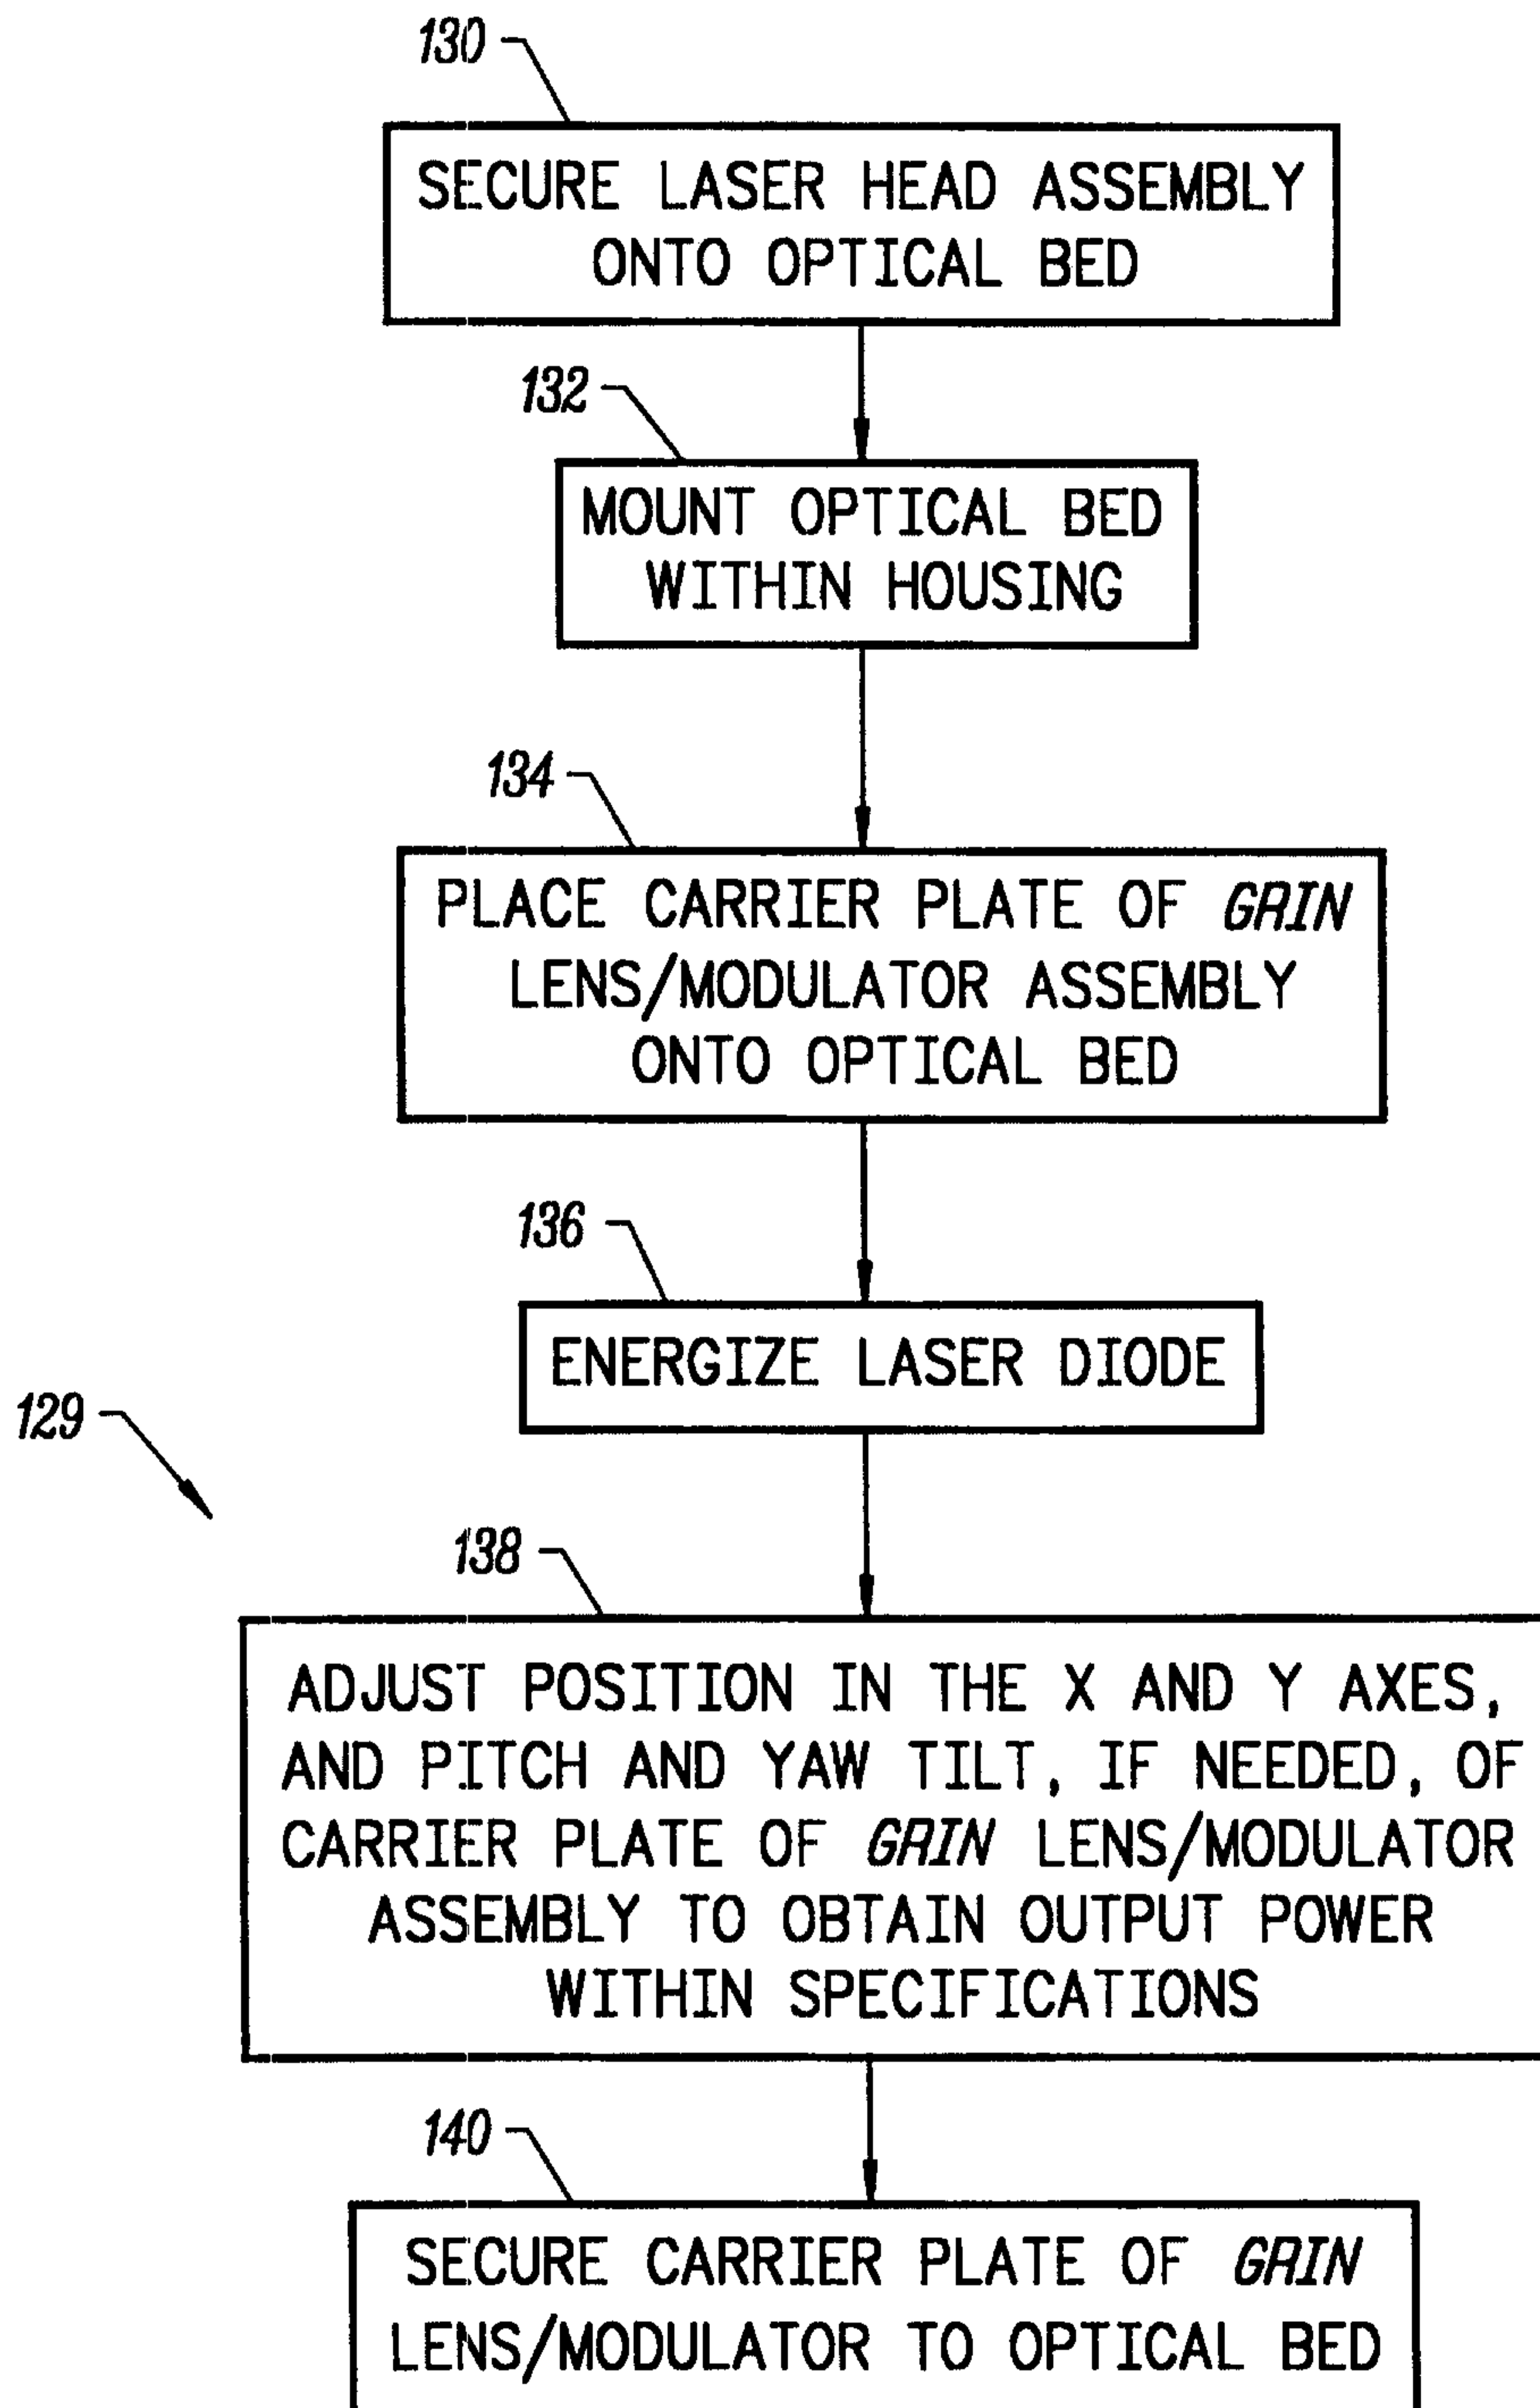 130
SECURE LASER HEAD ASSEMBLY
ONTO OPTICAL BED
132
MOUNT OPTICAL BED
WITHIN HOUSING
134
PLACE CARRIER PLATE OF GRIN
LENS/MODULATOR ASSEMBLY
ONTO OPTICAL BED
136
ENERGIZE LASER DIODE
129
138
ADJUST POSITION IN THE X AND Y AXES,
AND PITCH AND YAW TILT, IF NEEDED, OF
CARRIER PLATE OF GRIN LENS/MODULATOR
ASSEMBLY TO OBTAIN OUTPUT POWER
WITHIN SPECIFICATIONS
140
SECURE CARRIER PLATE OF GRIN
LENS/MODULATOR TO OPTICAL BED